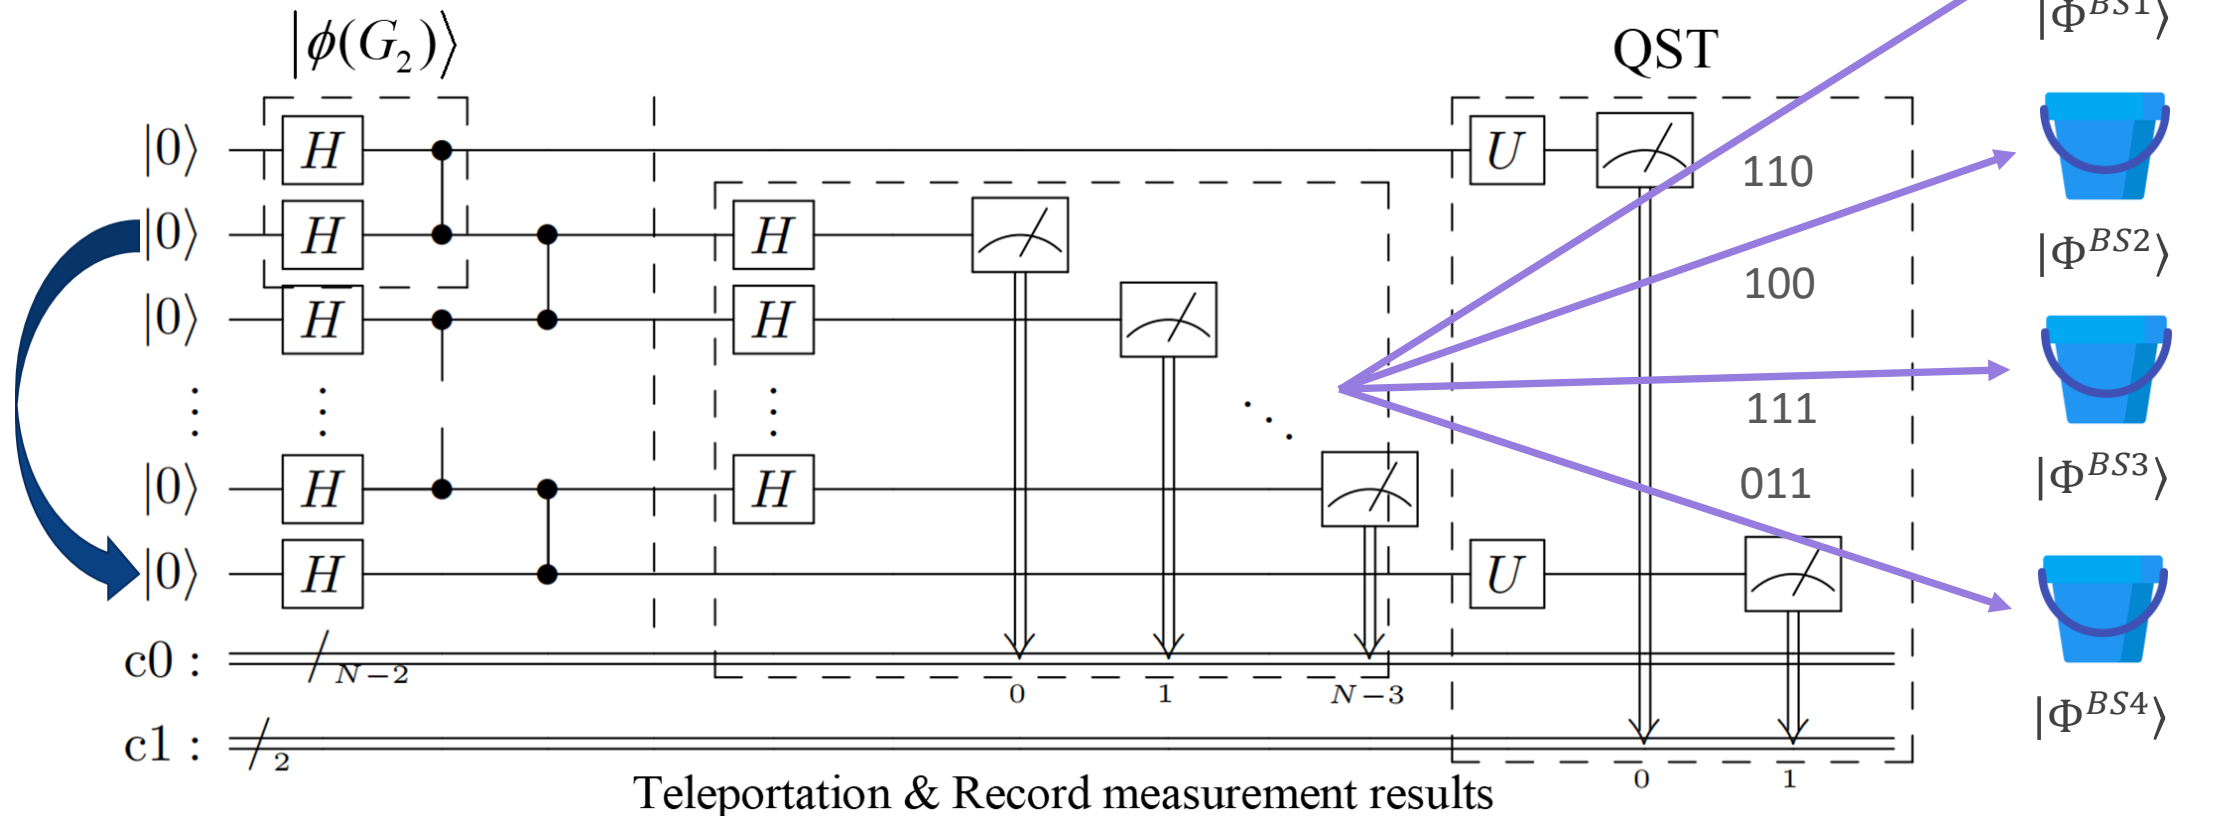 |ϕ(G₂)⟩
QST
|Φ^{BS1}⟩
|0⟩ H U
110
|0⟩ H H
|Φ^{BS2}⟩
100
|0⟩ H H
⋮ ⋮ ⋮ ⋱
111
|Φ^{BS3}⟩
|0⟩ H H
011
|0⟩ H U
c0 : N−2
0 1 N−3
|Φ^{BS4}⟩
c1 : 2
0 1
Teleportation & Record measurement results